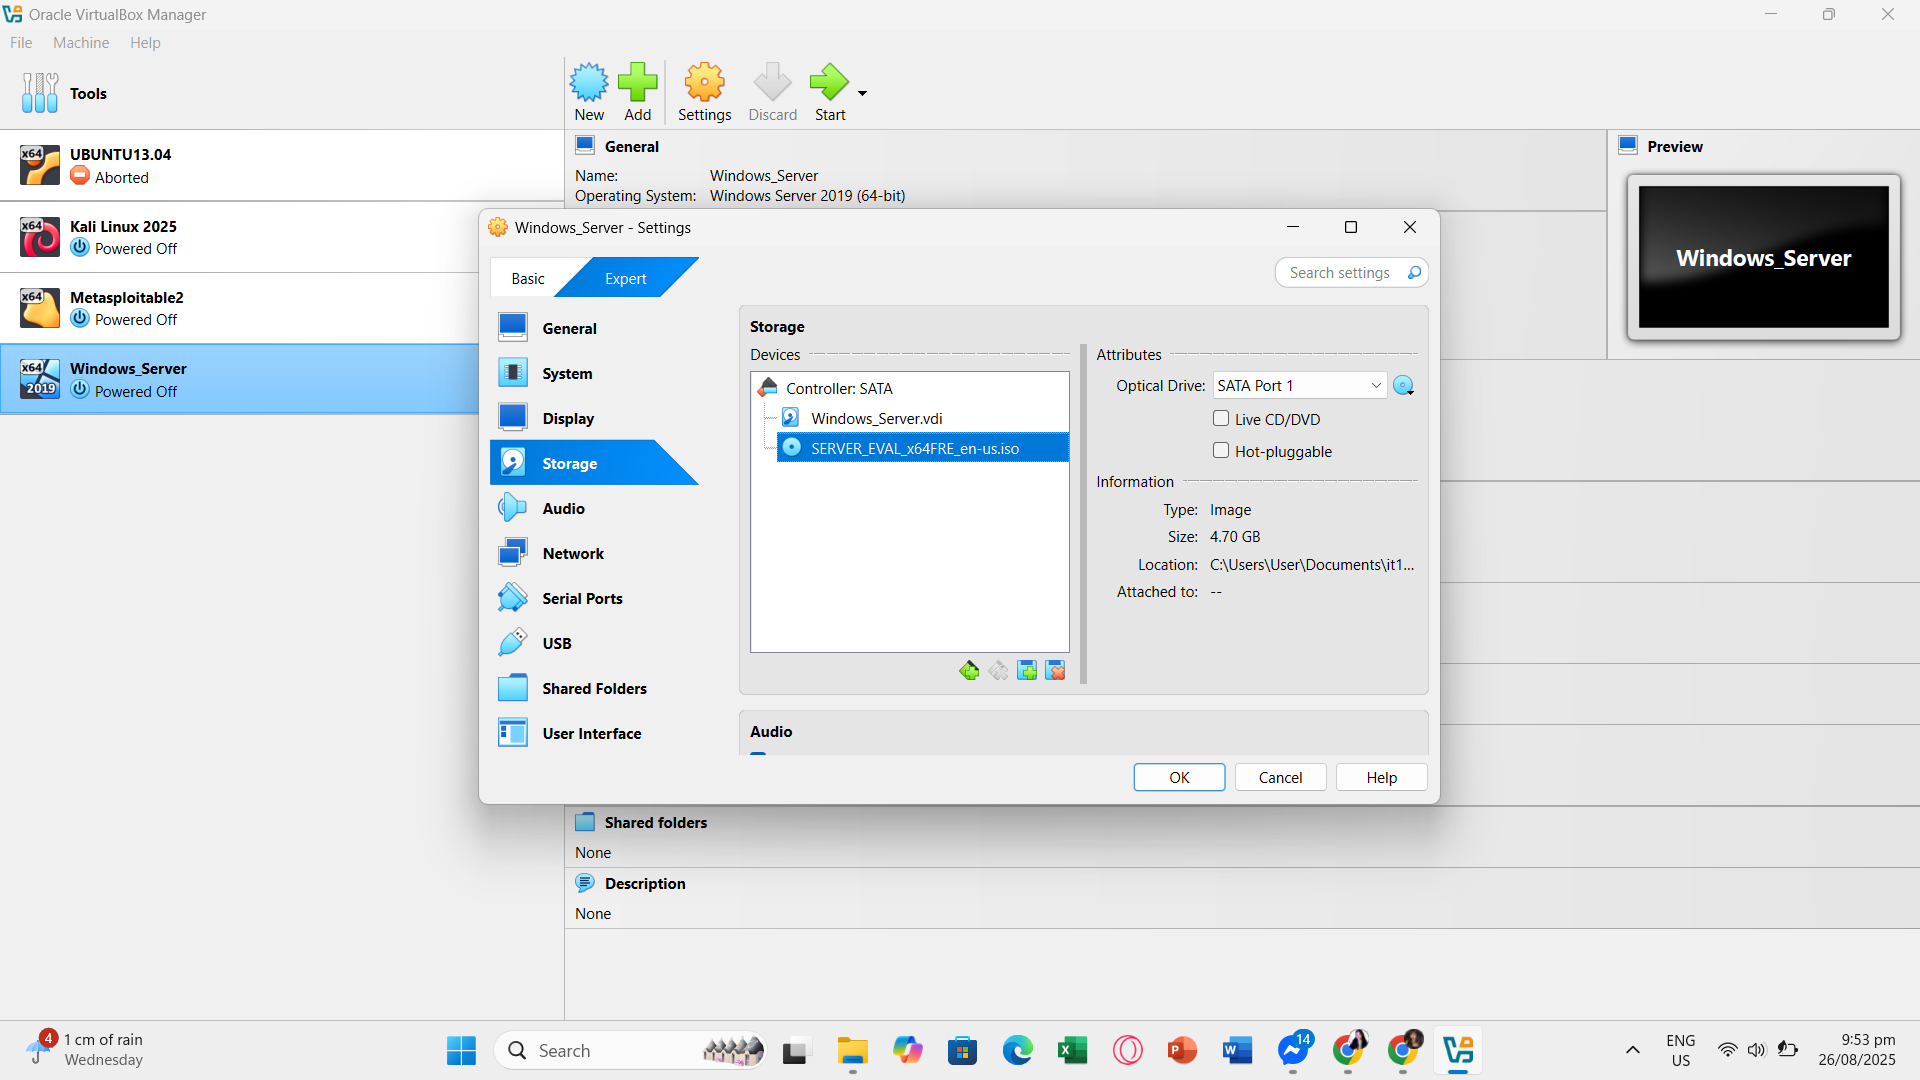 Oracle VirtualBox Manager
File Machine Help
Tools
New Add Settings Discard Start
x64 UBUNTU13.04
Aborted
x64 Kali Linux 2025
Powered Off
x64 Metasploitable2
Powered Off
x64 2019 Windows_Server
Powered Off
General
Name: Windows_Server
Operating System: Windows Server 2019 (64-bit)
Preview
Windows_Server
Windows_Server - Settings
Basic Expert
Search settings
General
System
Display
Storage
Audio
Network
Serial Ports
USB
Shared Folders
User Interface
Storage
Devices
Controller: SATA
Windows_Server.vdi
SERVER_EVAL_x64FRE_en-us.iso
Attributes
Optical Drive: SATA Port 1
Live CD/DVD
Hot-pluggable
Information
Type: Image
Size: 4.70 GB
Location: C:\Users\User\Documents\it1...
Attached to: --
Audio
OK Cancel Help
Shared folders
None
Description
None
4
1 cm of rain
Wednesday
Search
14
ENG
US
9:53 pm
26/08/2025